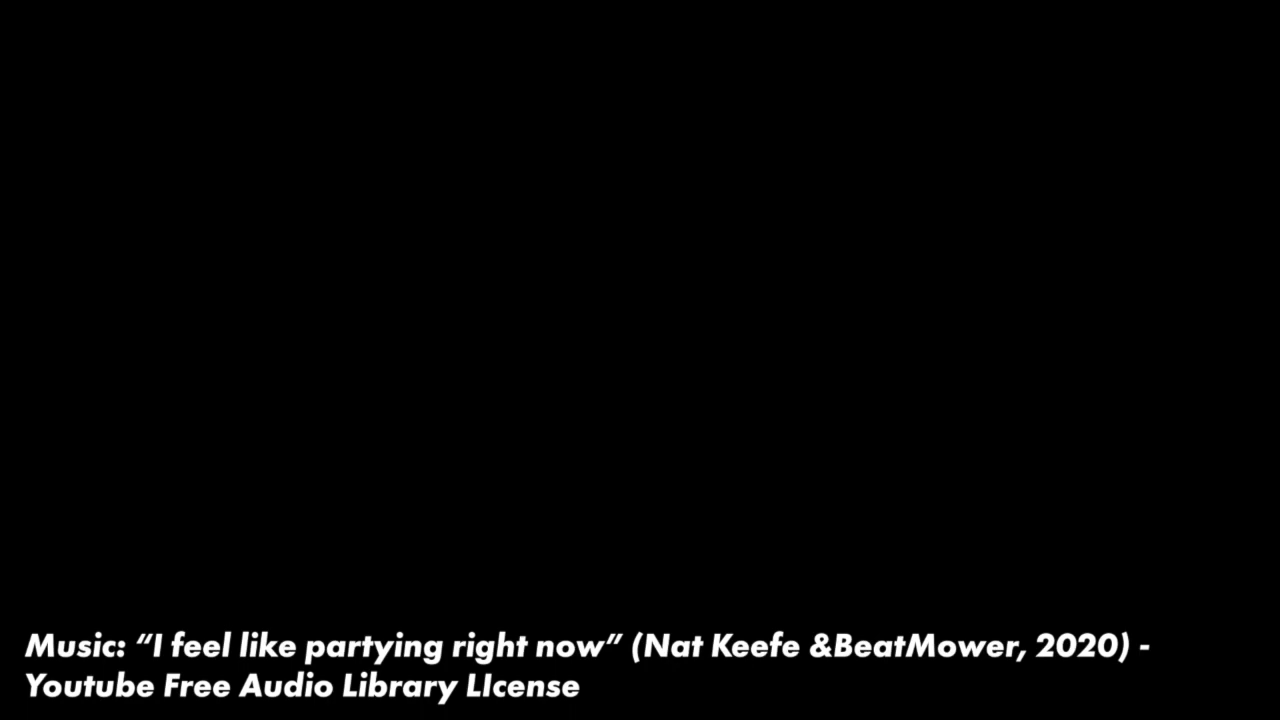 Music: “I feel like partying right now” (Nat Keefe &BeatMower, 2020) -
Youtube Free Audio Library LIcense